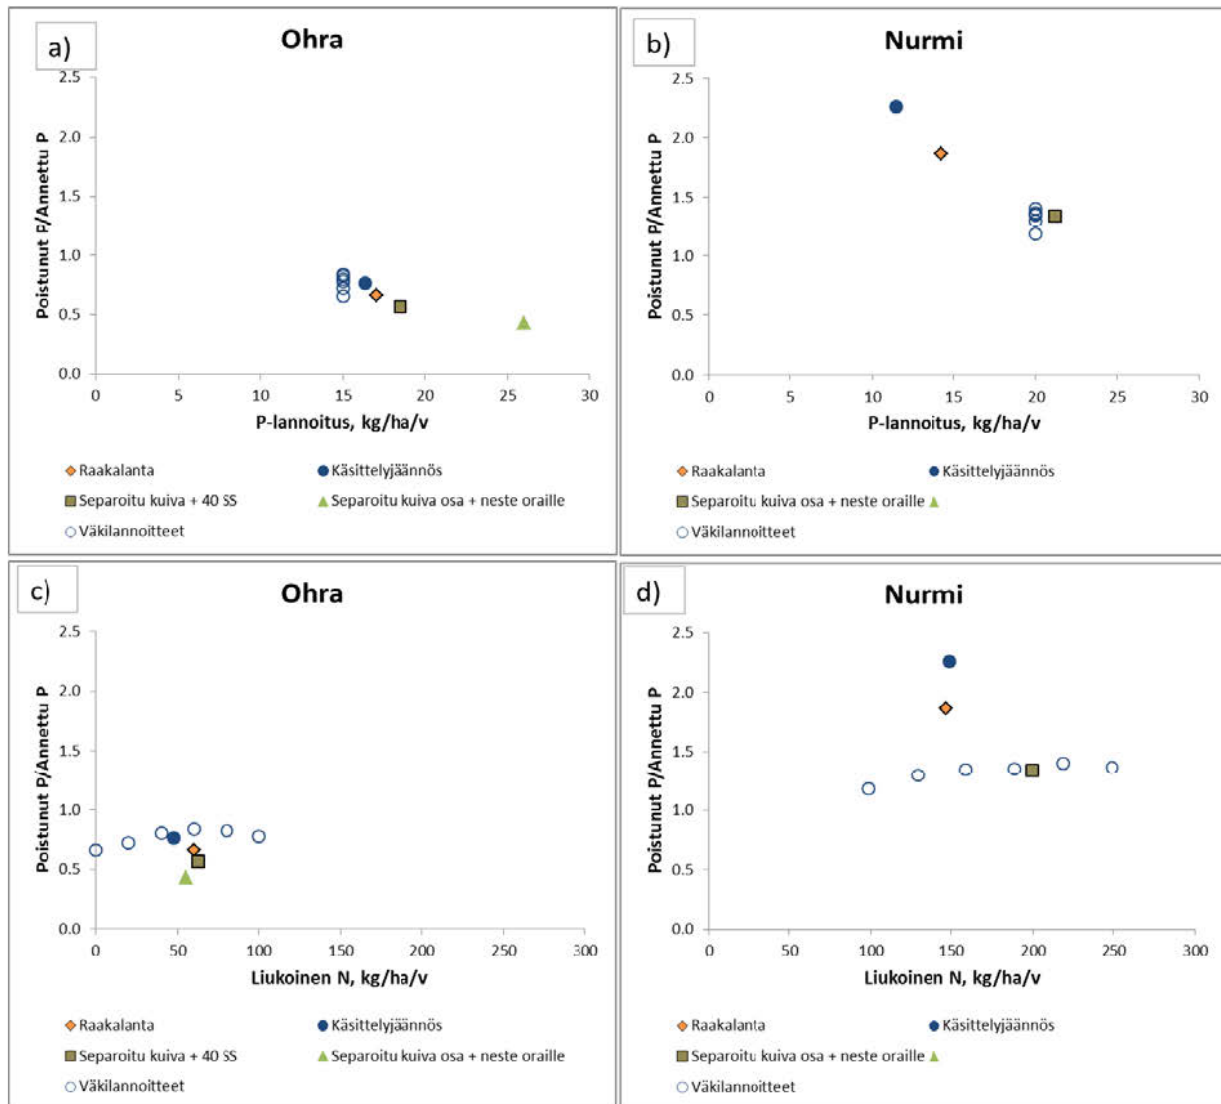 a)
Ohra
2.5
2.0
1.5
1.0
0.5
0.0
0 5 10 15 20 25 30
Poistunut P/Annettu P
P-lannoitus, kg/ha/v
Raakalanta Käsittelyjäännös
Separoitu kuiva + 40 SS Separoitu kuiva osa + neste oraille
Väkilannoitteet
b)
Nurmi
2.5
2.0
1.5
1.0
0.5
0.0
0 5 10 15 20 25 30
Poistunut P/Annettu P
P-lannoitus, kg/ha/v
Raakalanta Käsittelyjäännös
Separoitu kuiva osa + neste oraille
Väkilannoitteet
c)
Ohra
2.5
2.0
1.5
1.0
0.5
0.0
0 50 100 150 200 250 300
Poistunut P/Annettu P
Liukoinen N, kg/ha/v
Raakalanta Käsittelyjäännös
Separoitu kuiva + 40 SS Separoitu kuiva osa + neste oraille
Väkilannoitteet
d)
Nurmi
2.5
2.0
1.5
1.0
0.5
0.0
0 50 100 150 200 250 300
Poistunut P/Annettu P
Liukoinen N, kg/ha/v
Raakalanta Käsittelyjäännös
Separoitu kuiva osa + neste oraille
Väkilannoitteet